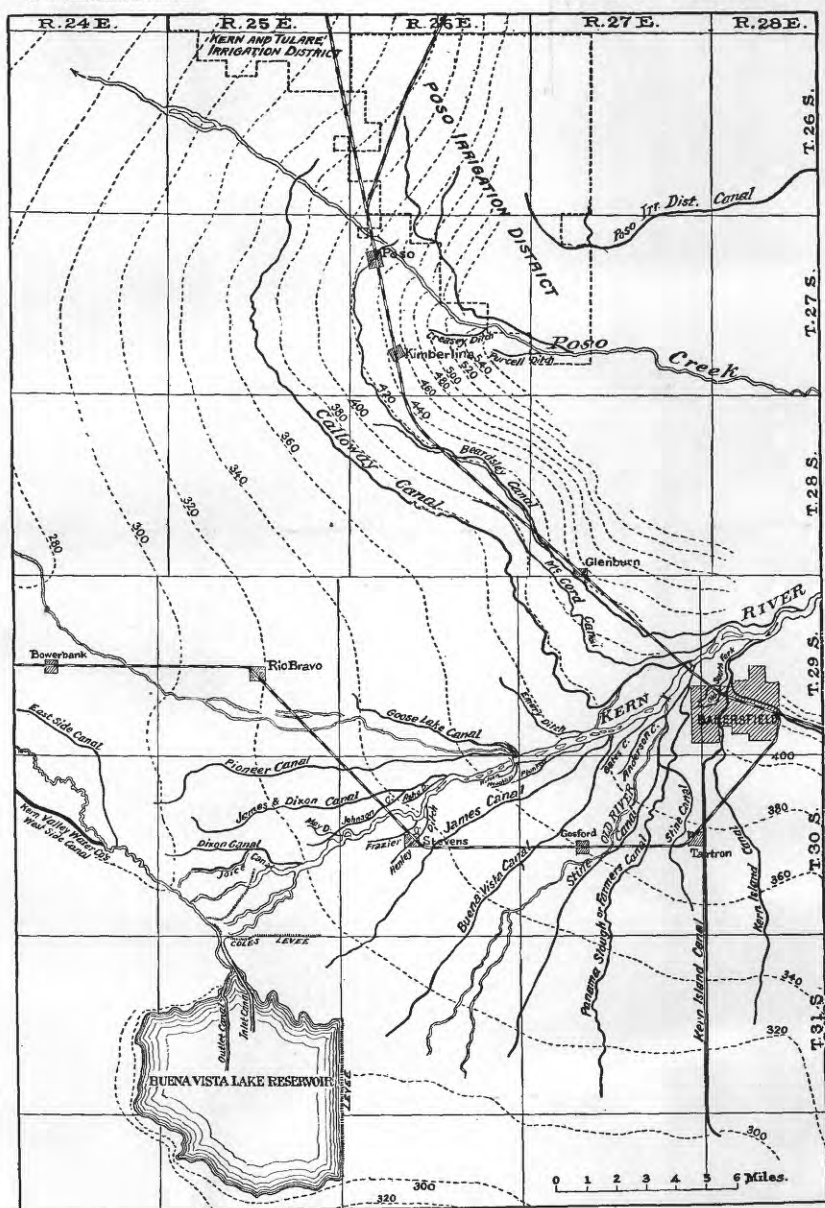 R.24 E. R.25 E. R.26 E. R.27 E. R.28 E.
KERN AND TULARE
IRRIGATION DISTRICT
POSO IRRIGATION DISTRICT
T.26 S.
Poso Irr. Dist. Canal
Poso
T.27 S.
Creasey Ditch
Poso Creek
Kimberlina
Purcell Ditch
540
520
500
480
460
440
420
400
380
360
340
320
300
280
Calloway Canal
Beardsley Canal
T.28 S.
Glenburn
McCord Canal
KERN RIVER
South Fork
T.29 S.
Bowerbank
Rio Bravo
BAKERSFIELD
East Side Canal
Goose Lake Canal
Emery Ditch
Pioneer Canal
400
James & Dixon Canal
James Canal
Anderson C.
OLD RIVER
Stine Canal
380
Kern Valley Water Co's.
West Side Canal
May D.
Johnson
Dixon Canal
Joice Canal
Frazier
Henley Ditch
Stevens
Gosford
Stine Canal
T.30 S.
360
Buena Vista Canal
Panama Slough or Farmers Canal
Kern Island Canal
Kern Island Canal
COLES LEVEE
340
Outlet Canal
Inlet Canal
320
T.31 S
BUENA VISTA LAKE RESERVOIR
LEVEE
300
300
320
0 1 2 3 4 5 6 Miles.